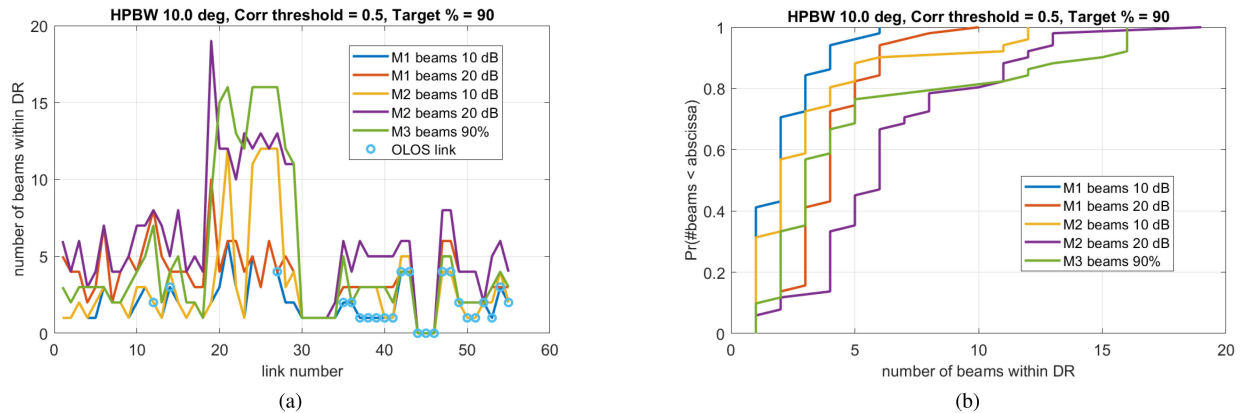 HPBW 10.0 deg, Corr threshold = 0.5, Target % = 90
20
15
10
5
0
number of beams within DR
M1 beams 10 dB
M1 beams 20 dB
M2 beams 10 dB
M2 beams 20 dB
M3 beams 90%
OLOS link
0 10 20 30 40 50 60
link number
(a)
HPBW 10.0 deg, Corr threshold = 0.5, Target % = 90
1
0.8
0.6
0.4
0.2
0
Pr(#beams < abscissa)
M1 beams 10 dB
M1 beams 20 dB
M2 beams 10 dB
M2 beams 20 dB
M3 beams 90%
0 5 10 15 20
number of beams within DR
(b)